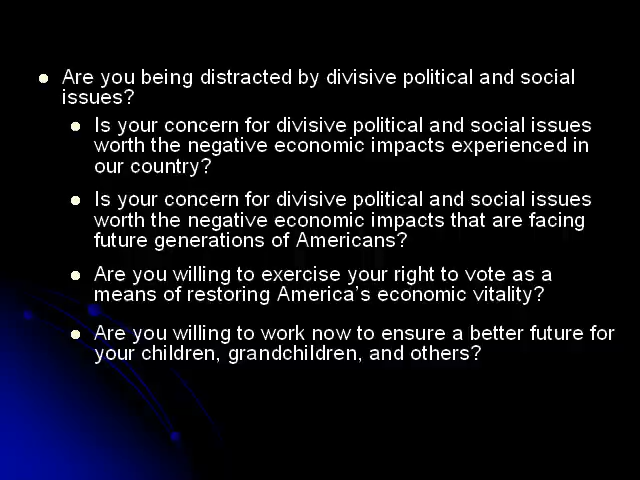 Are you being distracted by divisive political and social
issues?
Is your concern for divisive political and social issues
worth the negative economic impacts experienced in
our country?
Is your concern for divisive political and social issues
worth the negative economic impacts that are facing
future generations of Americans?
Are you willing to exercise your right to vote as a
means of restoring America's economic vitality?
Are you willing to work now to ensure a better future for
your children, grandchildren, and others?